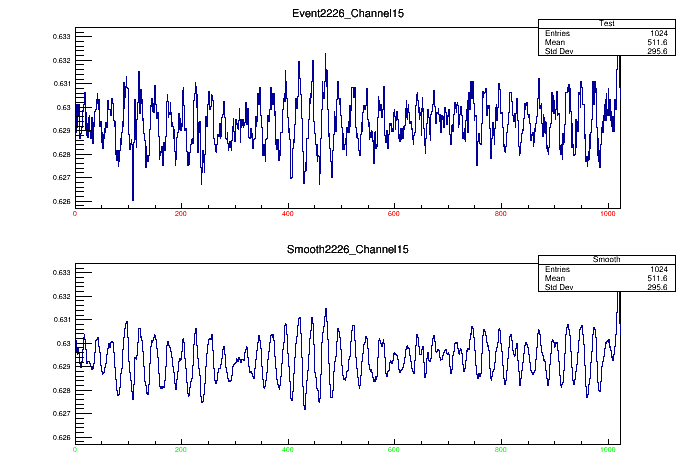 Event2226_Channel15
Test
Entries 1024
Mean 511.6
Std Dev 295.6
0.633
0.632
0.631
0.63
0.629
0.628
0.627
0.626
0 200 400 600 800 1000
Smooth2226_Channel15
Smooth
Entries 1024
Mean 511.6
Std Dev 295.6
0.633
0.632
0.631
0.63
0.629
0.628
0.627
0.626
0 200 400 600 800 1000